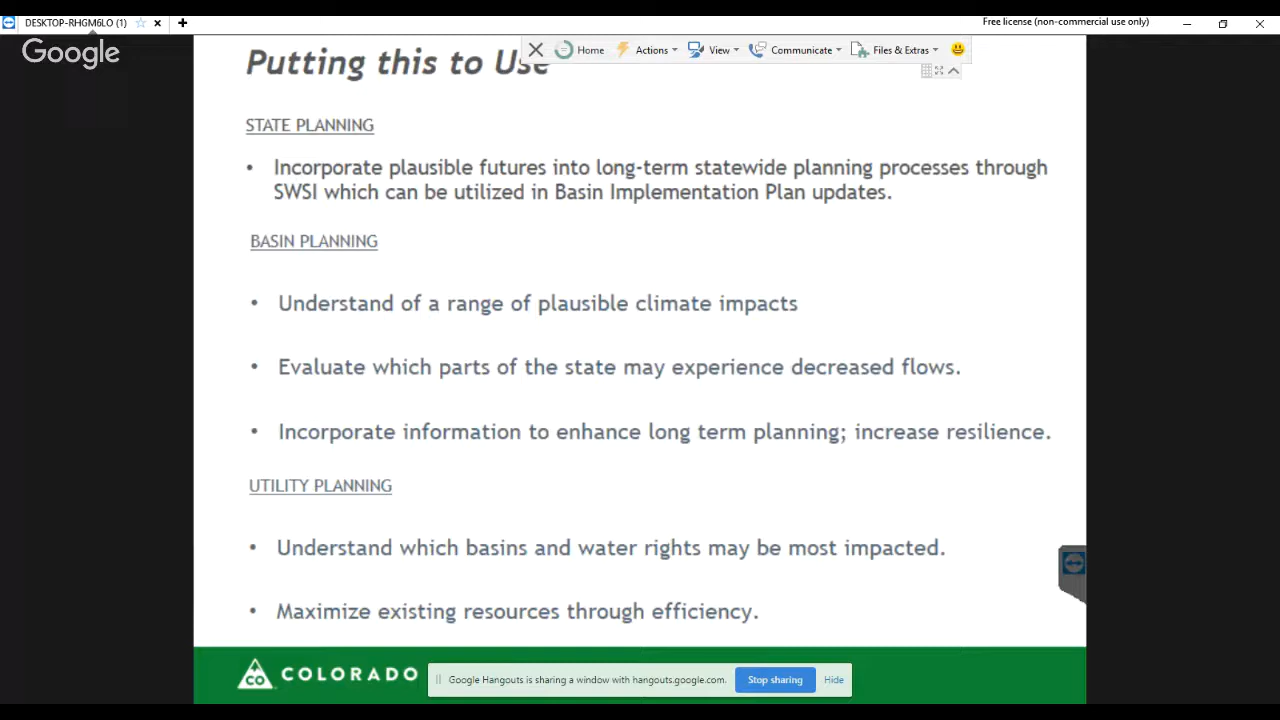 DESKTOP-RHGM6LO (1)
Free license (non-commercial use only)
Google
Home Actions View Communicate Files & Extras
Putting this to Use
STATE PLANNING
• Incorporate plausible futures into long-term statewide planning processes through
SWSI which can be utilized in Basin Implementation Plan updates.
BASIN PLANNING
• Understand of a range of plausible climate impacts
• Evaluate which parts of the state may experience decreased flows.
• Incorporate information to enhance long term planning; increase resilience.
UTILITY PLANNING
• Understand which basins and water rights may be most impacted.
• Maximize existing resources through efficiency.
CO COLORADO
Google Hangouts is sharing a window with hangouts.google.com. Stop sharing Hide